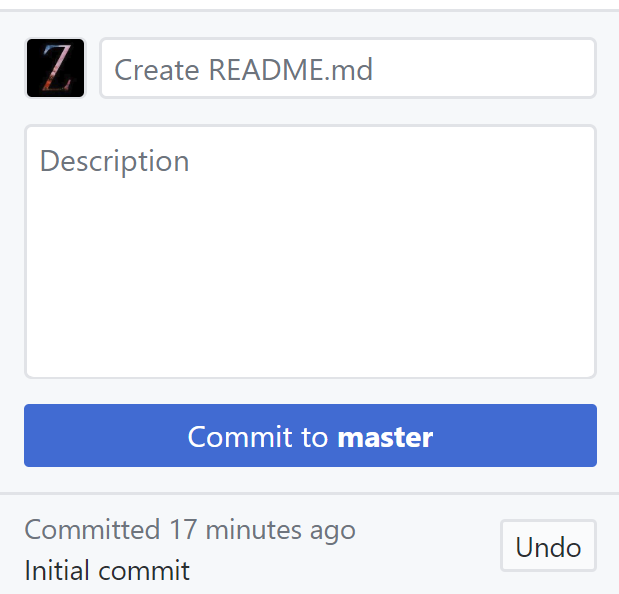 Z
Create README.md
Description
Commit to master
Committed 17 minutes ago
Undo
Initial commit